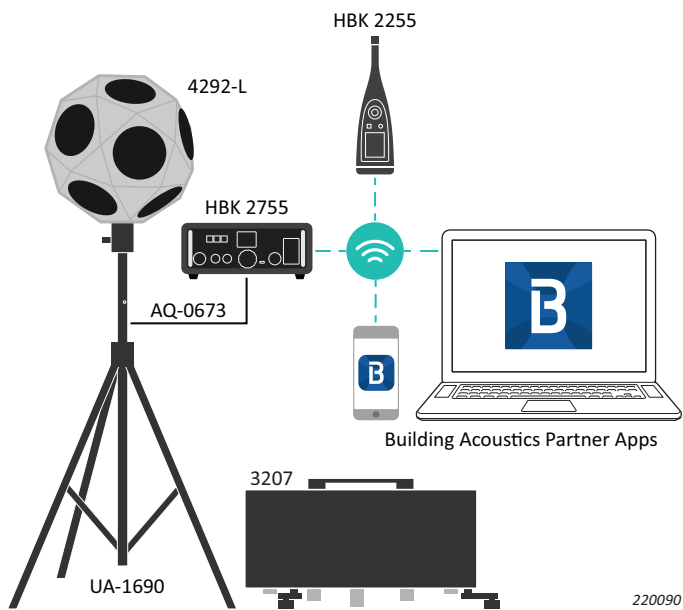 HBK 2255
4292-L
HBK 2755
AQ-0673
B
B
Building Acoustics Partner Apps
3207
UA-1690
220090